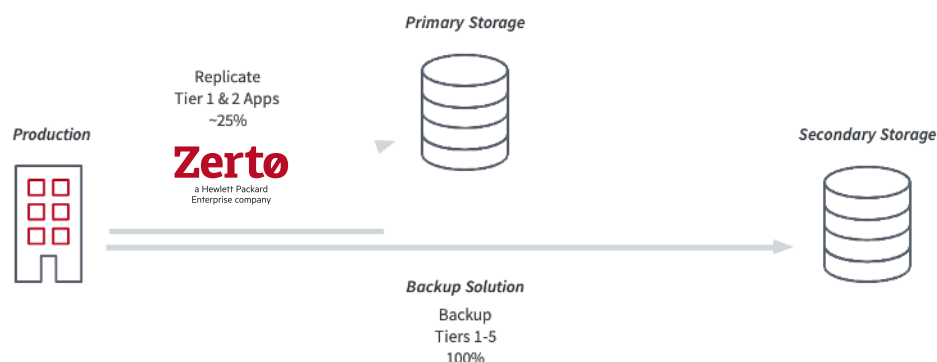 Primary Storage
Replicate
Tier 1 & 2 Apps
~25%
Production
Secondary Storage
Zertø
a Hewlett Packard
Enterprise company
Backup Solution
Backup
Tiers 1-5
100%